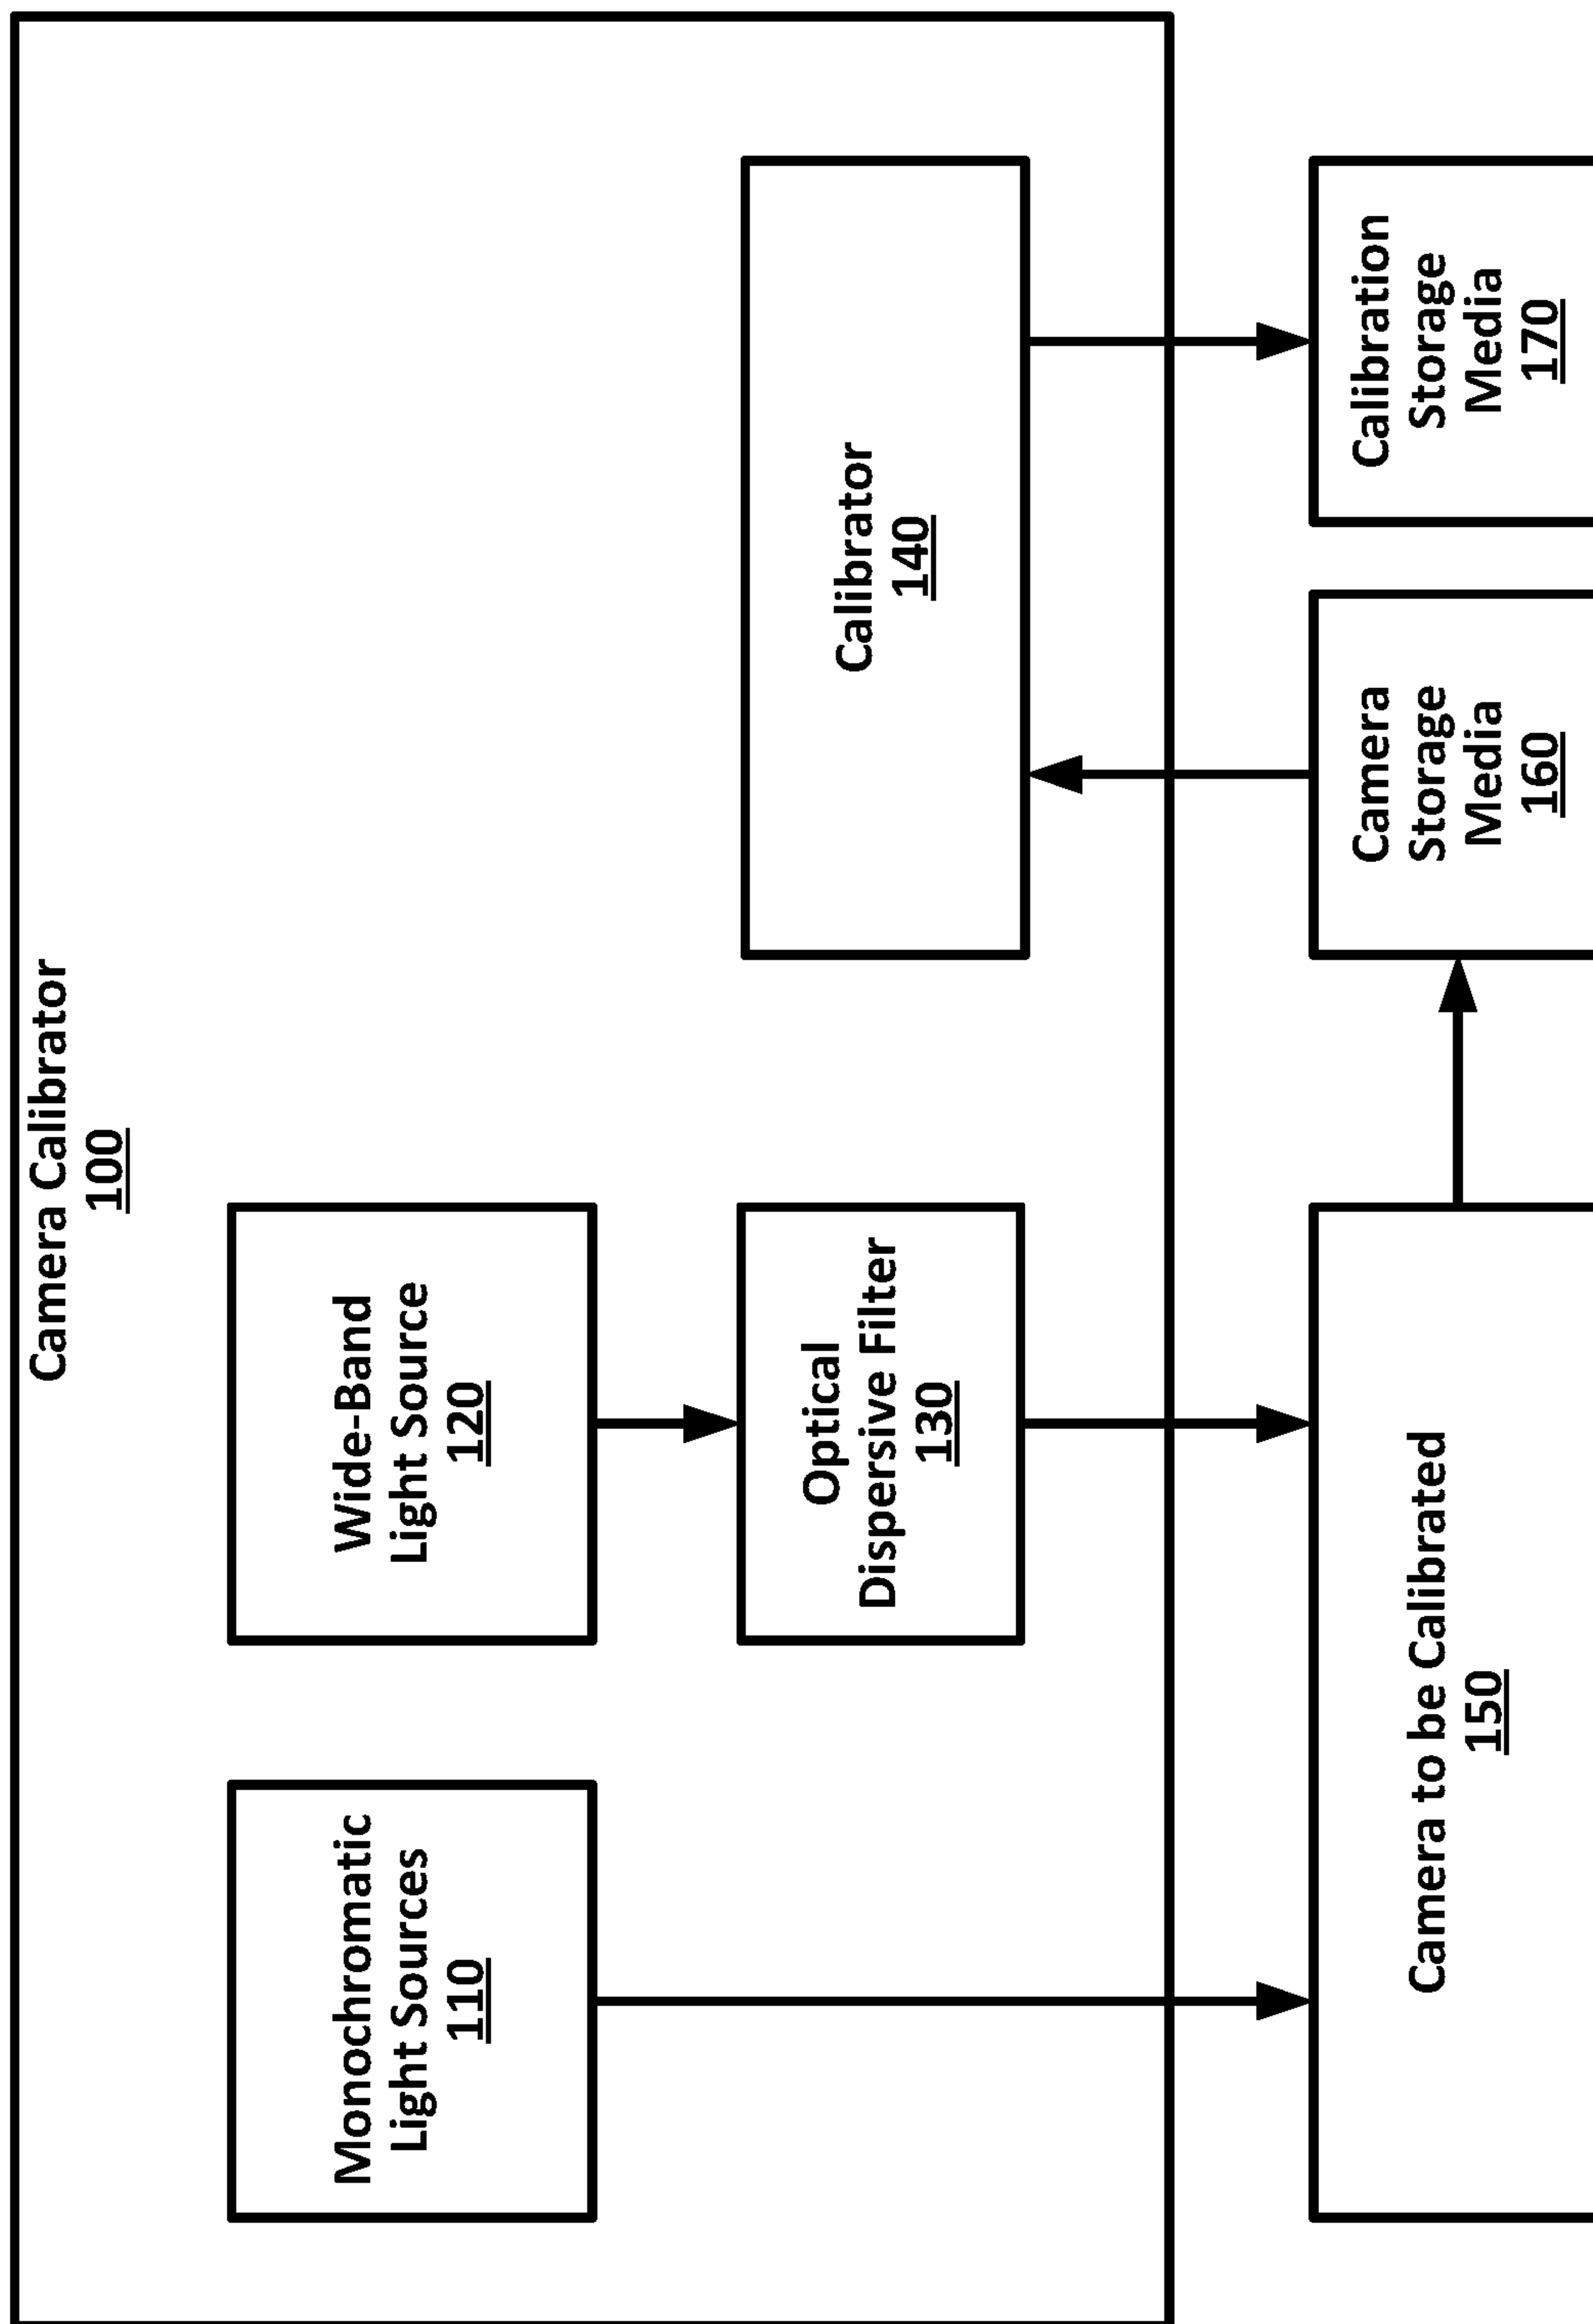 Camera Calibrator
100
Monochromatic
Light Sources
110
Wide-Band
Light Source
120
Optical
Dispersive Filter
130
Calibrator
140
Camera to be Calibrated
150
Camera
Storage
Media
160
Calibration
Storage
Media
170